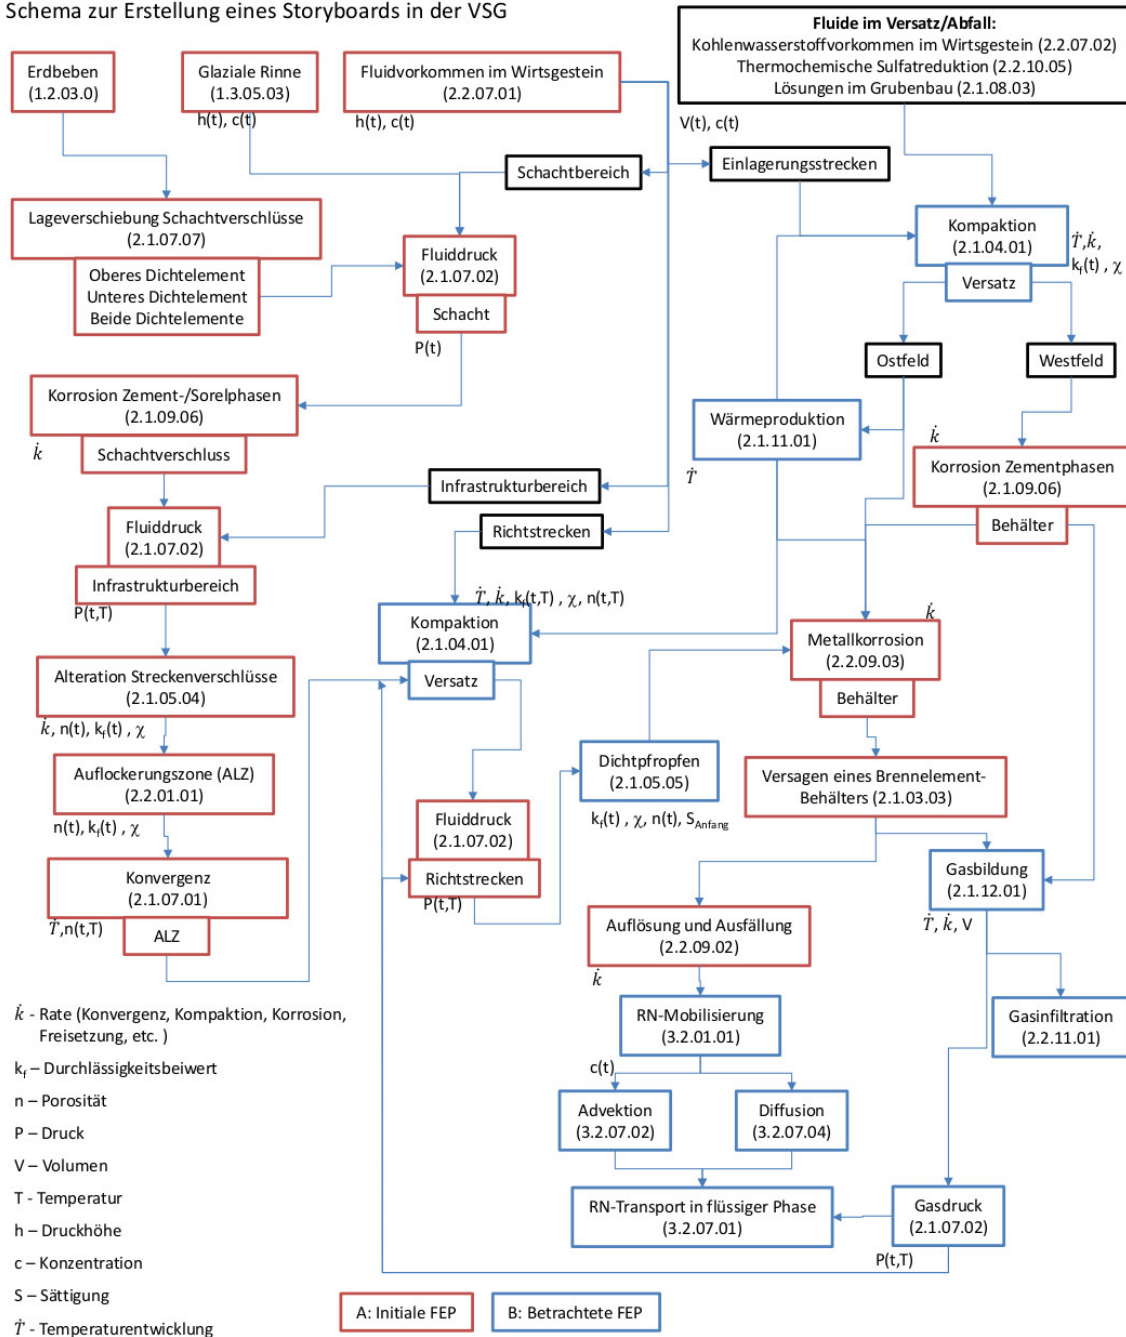 Schema zur Erstellung eines Storyboards in der VSG
Fluide im Versatz/Abfall:
Kohlenwasserstoffvorkommen im Wirtsgestein (2.2.07.02)
Thermochemische Sulfatreduktion (2.2.10.05)
Lösungen im Grubenbau (2.1.08.03)
Erdbeben
(1.2.03.0)
Glaziale Rinne
(1.3.05.03)
h(t), c(t)
Fluidvorkommen im Wirtsgestein
(2.2.07.01)
h(t), c(t)
V(t), c(t)
Schachtbereich
Einlagerungsstrecken
Lageverschiebung Schachtverschlüsse
(2.1.07.07)
Oberes Dichtelement
Unteres Dichtelement
Beide Dichtelemente
Fluiddruck
(2.1.07.02)
Schacht
P(t)
Kompaktion
(2.1.04.01)
Versatz
Ṫ,k̇,
kf(t) , χ
Ostfeld
Westfeld
Korrosion Zement-/Sorelphasen
(2.1.09.06)
Schachtverschluss
k̇
Wärmeproduktion
(2.1.11.01)
Ṫ
k̇
Korrosion Zementphasen
(2.1.09.06)
Behälter
Infrastrukturbereich
Richtstrecken
Fluiddruck
(2.1.07.02)
Infrastrukturbereich
P(t,T)
Ṫ, k̇, kf(t,T) , χ, n(t,T)
Kompaktion
(2.1.04.01)
Versatz
k̇
Metallkorrosion
(2.2.09.03)
Behälter
Alteration Streckenverschlüsse
(2.1.05.04)
k̇, n(t), kf(t) , χ
Auflockerungszone (ALZ)
(2.2.01.01)
n(t), kf(t) , χ
Dichtpfropfen
(2.1.05.05)
kf(t) , χ, n(t), SAnfang
Versagen eines Brennelement-
Behälters (2.1.03.03)
Fluiddruck
(2.1.07.02)
Richtstrecken
P(t,T)
Konvergenz
(2.1.07.01)
ALZ
Ṫ,n(t,T)
Gasbildung
(2.1.12.01)
Ṫ, k̇, V
Auflösung und Ausfällung
(2.2.09.02)
k̇
RN-Mobilisierung
(3.2.01.01)
c(t)
Gasinfiltration
(2.2.11.01)
Advektion
(3.2.07.02)
Diffusion
(3.2.07.04)
RN-Transport in flüssiger Phase
(3.2.07.01)
Gasdruck
(2.1.07.02)
P(t,T)
k̇ - Rate (Konvergenz, Kompaktion, Korrosion,
Freisetzung, etc. )
kf – Durchlässigkeitsbeiwert
n – Porosität
P – Druck
V – Volumen
T - Temperatur
h – Druckhöhe
c – Konzentration
S – Sättigung
Ṫ - Temperaturentwicklung
A: Initiale FEP
B: Betrachtete FEP